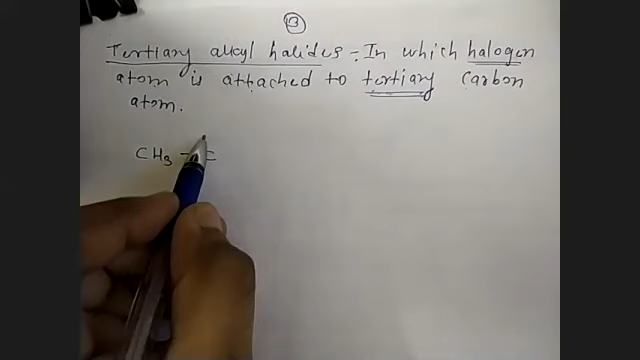 13
Tertiary alkyl halides :- In which halogen
atom is attached to tertiary carbon
atom.
CH3 - C